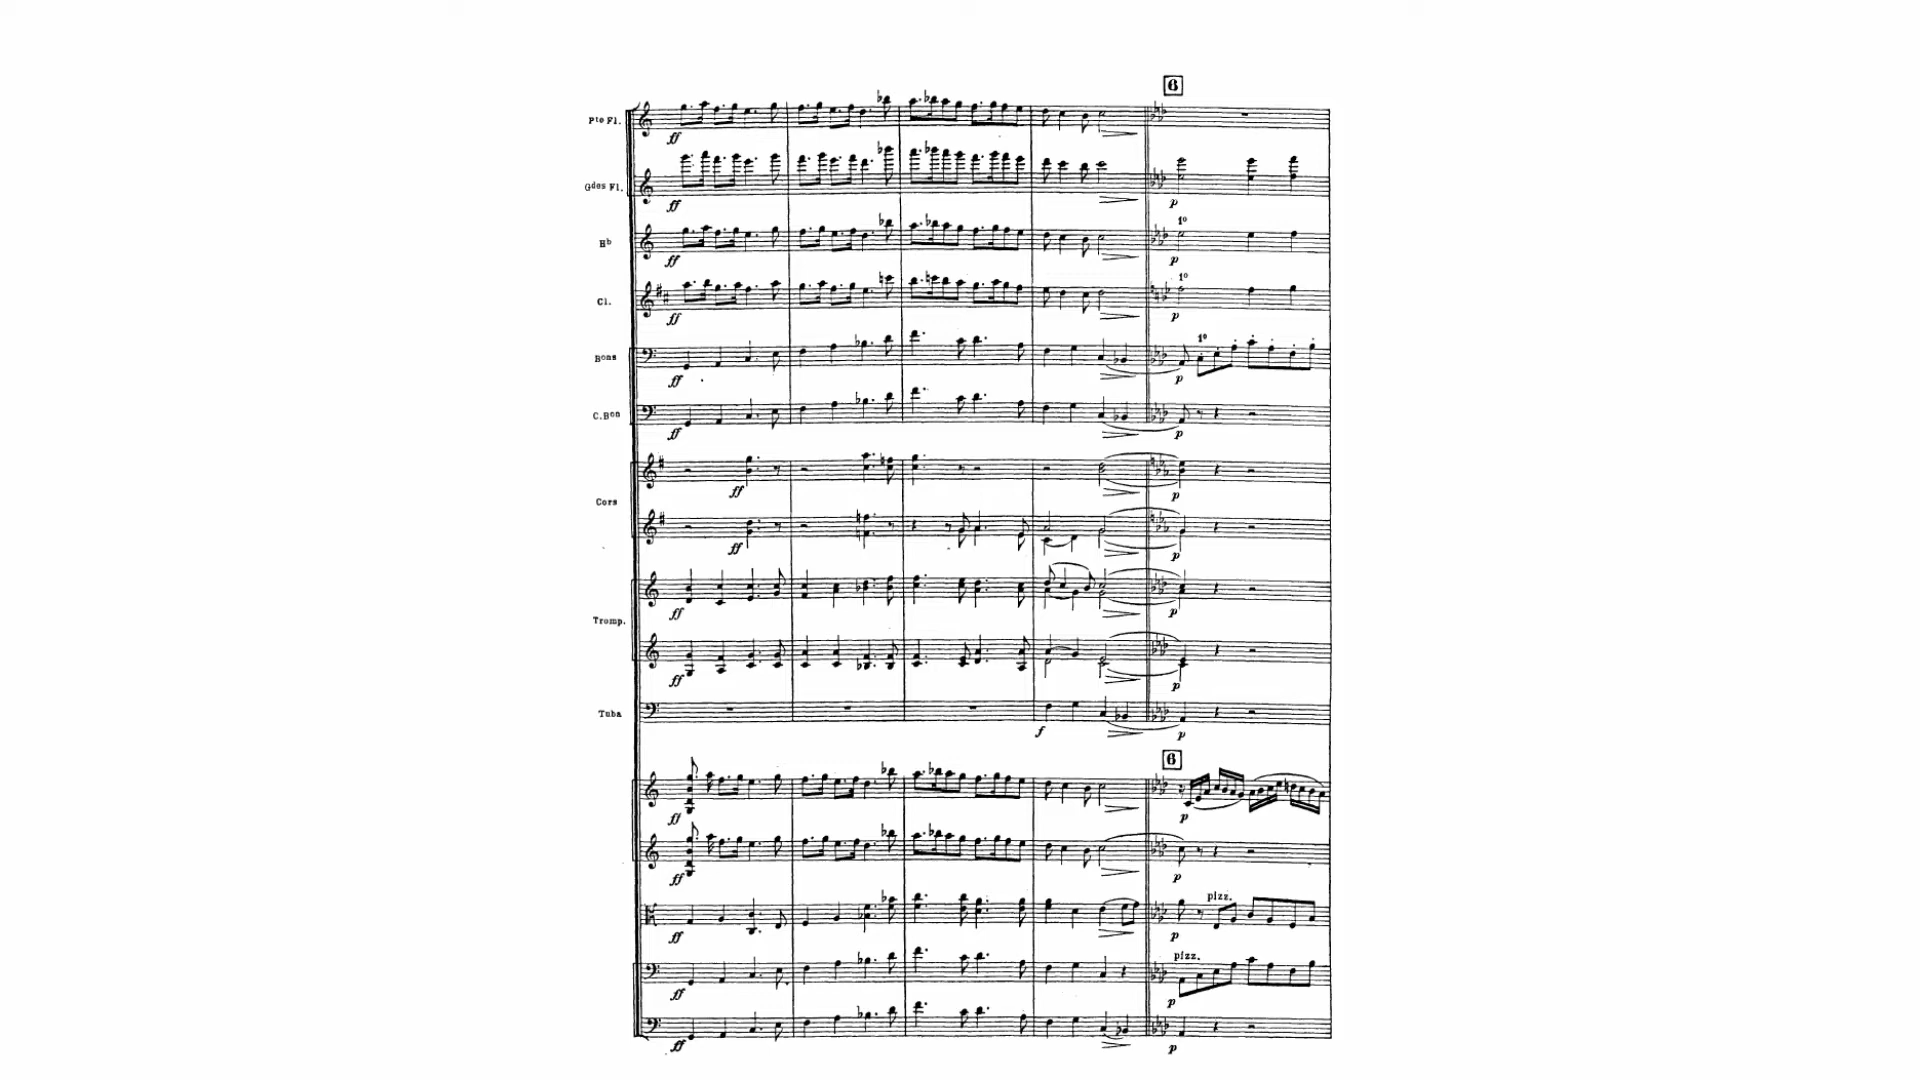 6
Pte Fl.
ff
Gdes Fl.
ff
p
Hb
ff
1o
p
Cl.
ff
1o
p
Bons
ff
1o
p
C.Bon
ff
p
Cors
ff
p
ff
p
Tromp.
ff
p
ff
p
Tuba
f
p
6
ff
p
ff
p
ff
pizz.
p
ff
pizz.
p
ff
p